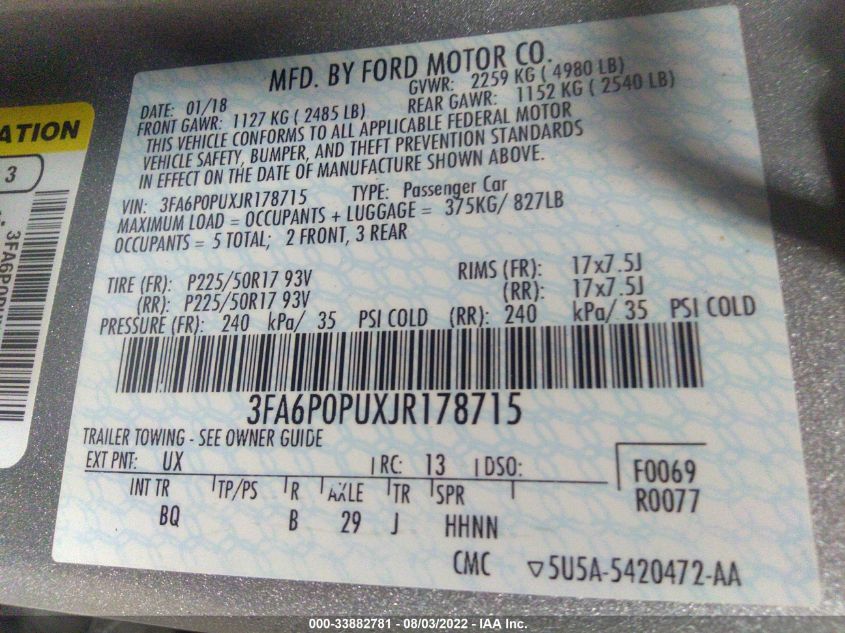 MFD. BY FORD MOTOR CO.
DATE: 01/18 GVWR: 2259 KG ( 4980 LB)
FRONT GAWR: 1127 KG ( 2485 LB) REAR GAWR: 1152 KG ( 2540 LB)
THIS VEHICLE CONFORMS TO ALL APPLICABLE FEDERAL MOTOR
VEHICLE SAFETY, BUMPER, AND THEFT PREVENTION STANDARDS
IN EFFECT ON THE DATE OF MANUFACTURE SHOWN ABOVE.
VIN: 3FA6P0PUXJR178715 TYPE: Passenger Car
MAXIMUM LOAD = OCCUPANTS + LUGGAGE = 375KG/ 827LB
OCCUPANTS = 5 TOTAL; 2 FRONT, 3 REAR
TIRE (FR): P225/50R17 93V RIMS (FR): 17x7.5J
(RR): P225/50R17 93V (RR): 17x7.5J
PRESSURE (FR): 240 kPa/ 35 PSI COLD (RR): 240 kPa/ 35 PSI COLD
3FA6P0PUXJR178715
TRAILER TOWING - SEE OWNER GUIDE
EXT PNT: UX RC: 13 DSO:
F0069
R0077
INT TR TP/PS R AXLE TR SPR
BQ B 29 J HHNN
CMC ▽5U5A-5420472-AA
ATION
3
000-33882781 - 08/03/2022 - IAA Inc.